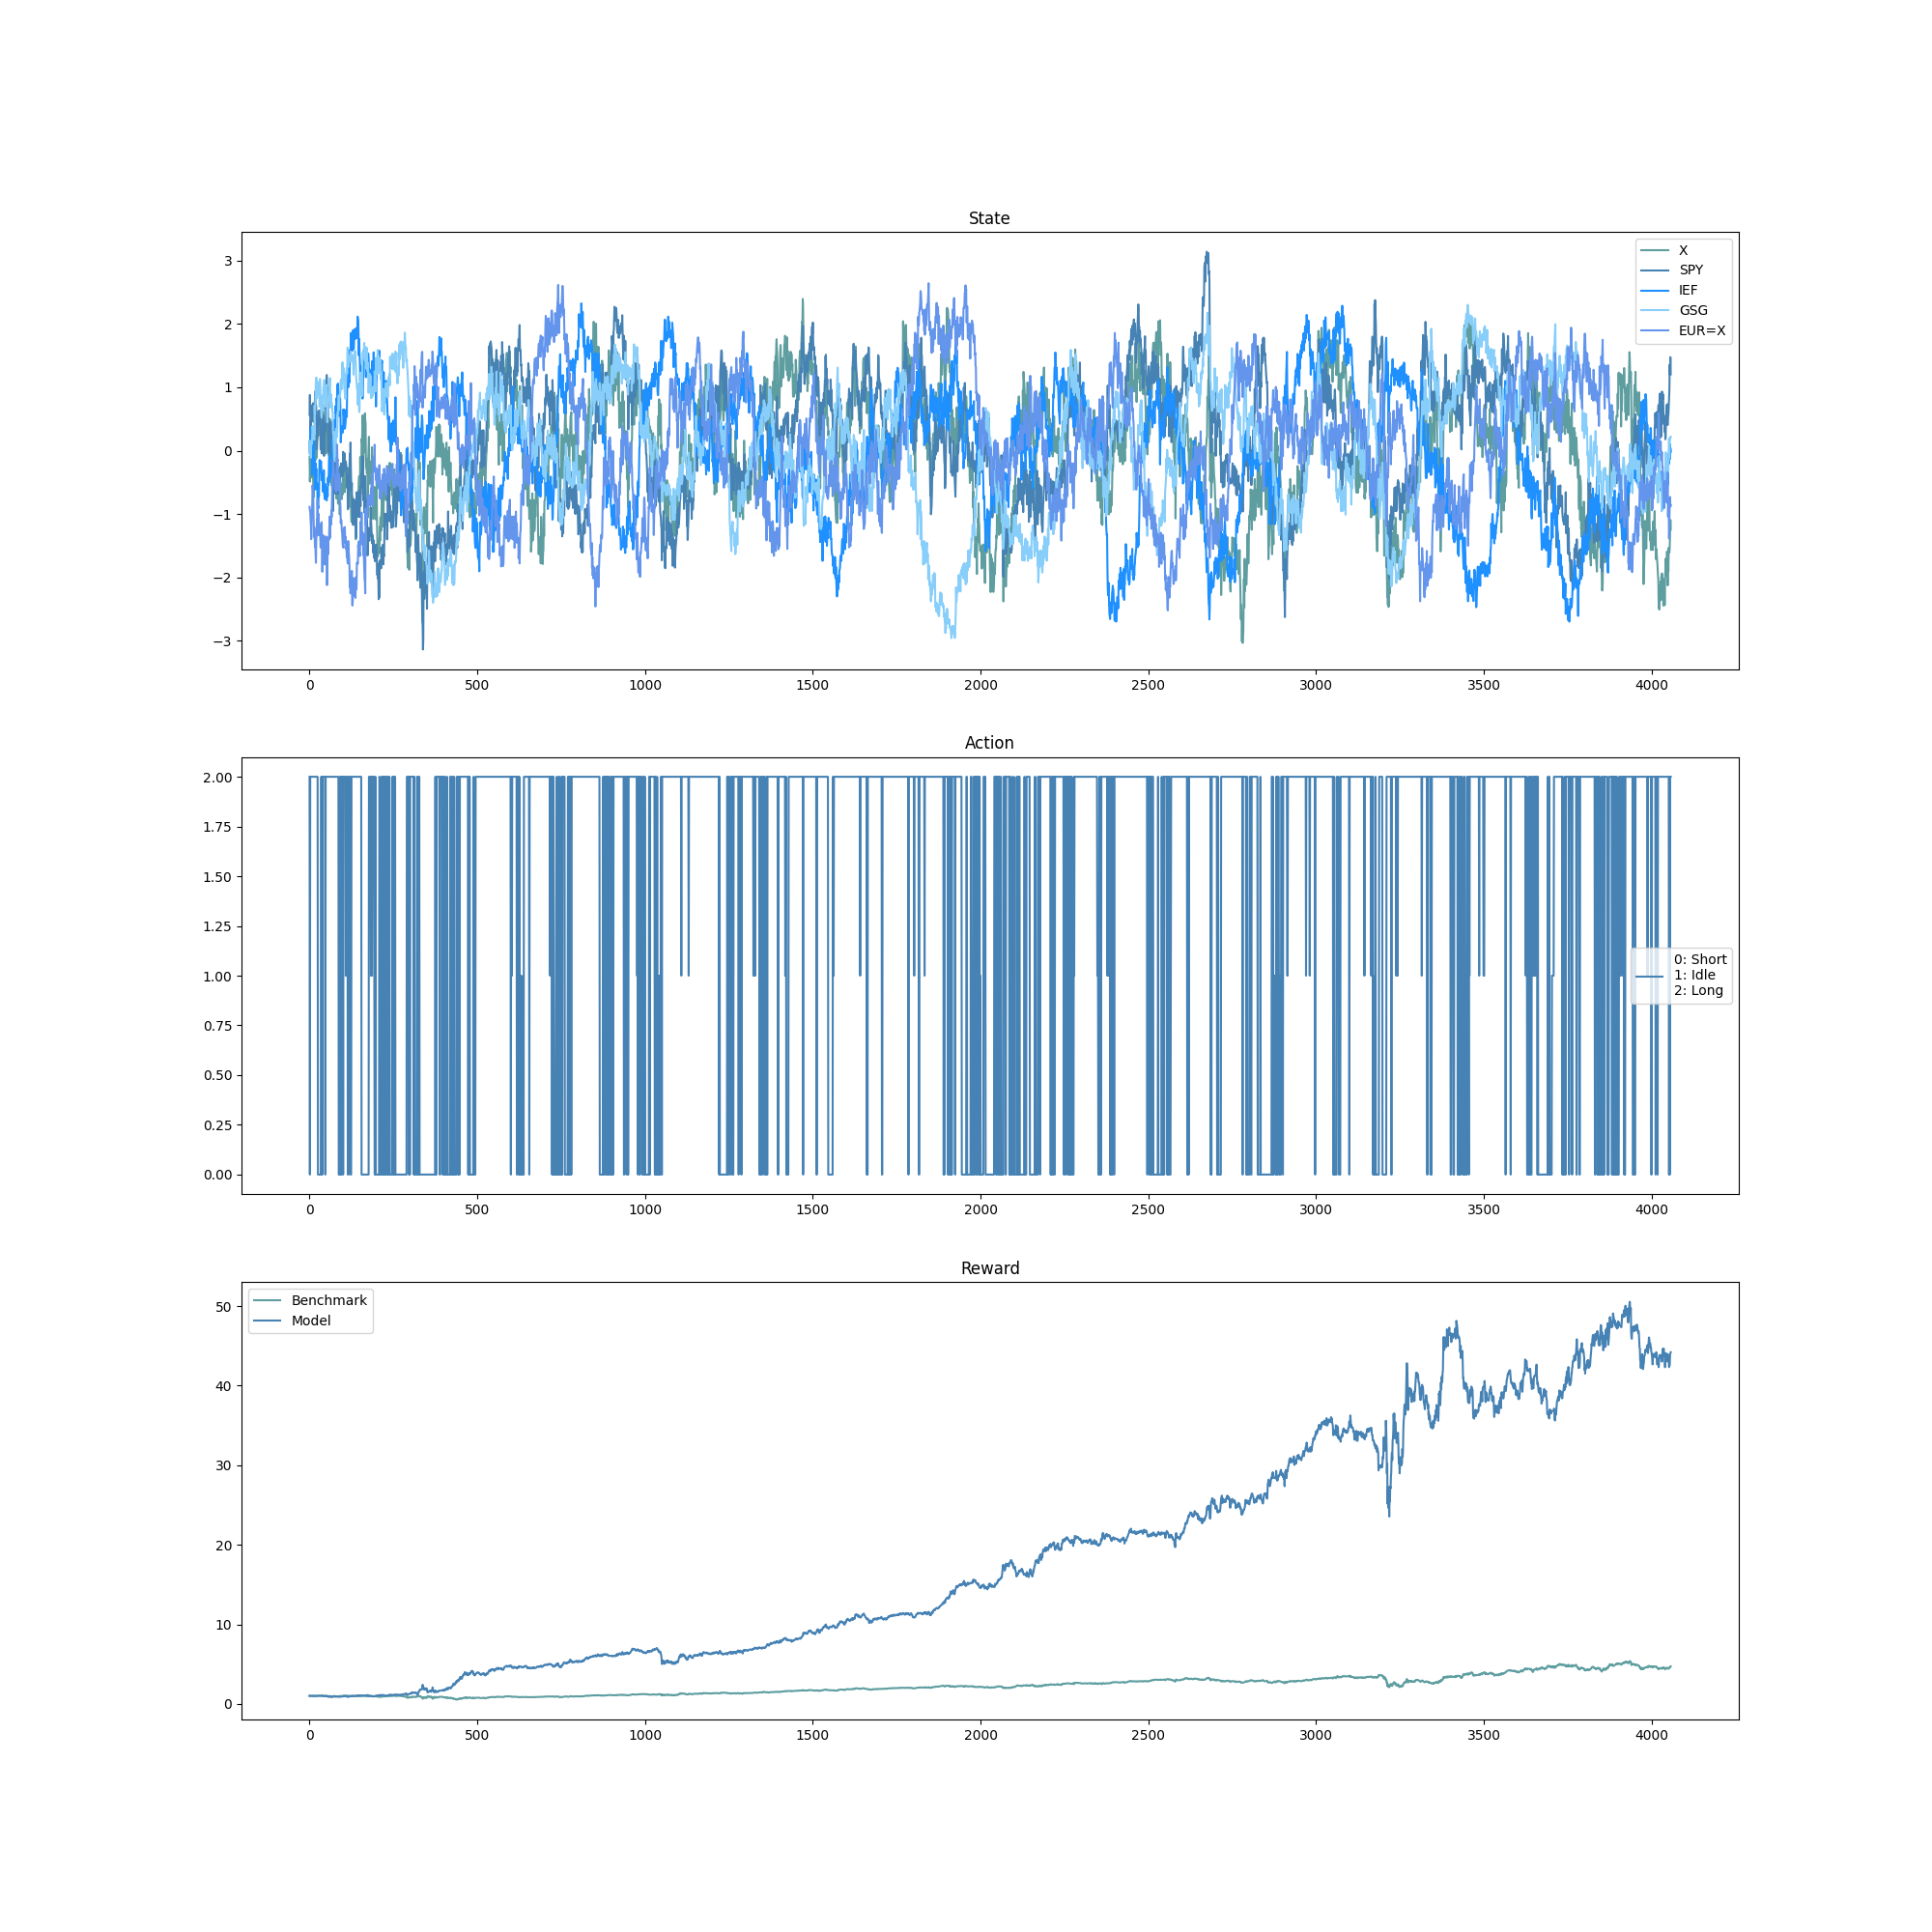 State
3
2
1
0
−1
−2
−3
X
SPY
IEF
GSG
EUR=X
0 500 1000 1500 2000 2500 3000 3500 4000
Action
2.00
1.75
1.50
1.25
1.00
0.75
0.50
0.25
0.00
0: Short
1: Idle
2: Long
0 500 1000 1500 2000 2500 3000 3500 4000
Reward
50
40
30
20
10
0
Benchmark
Model
0 500 1000 1500 2000 2500 3000 3500 4000